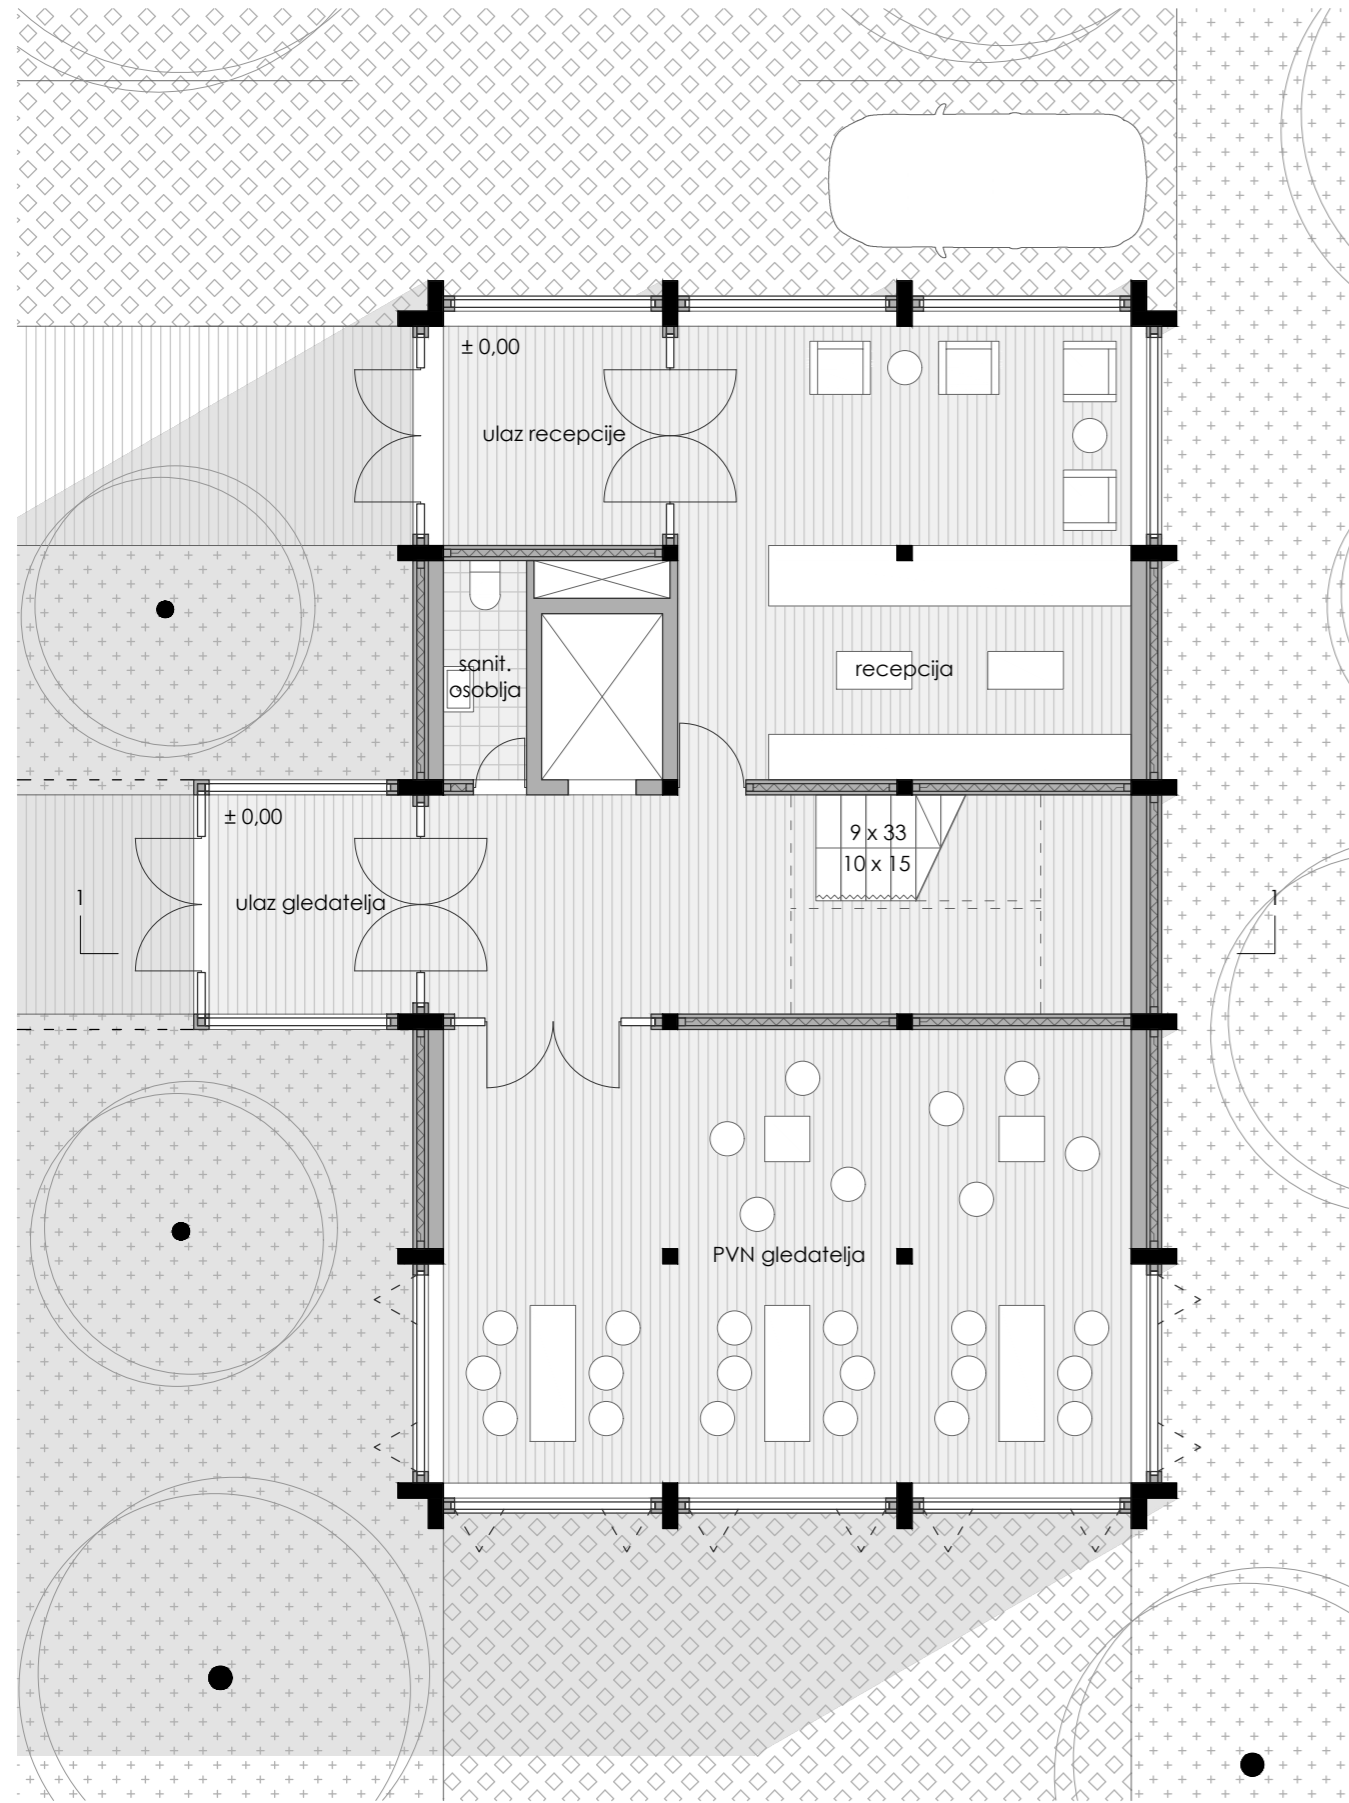 ± 0,00
ulaz recepcije
sanit.
osoblja
recepcija
± 0,00
9 x 33
10 x 15
1
ulaz gledatelja
1
PVN gledatelja